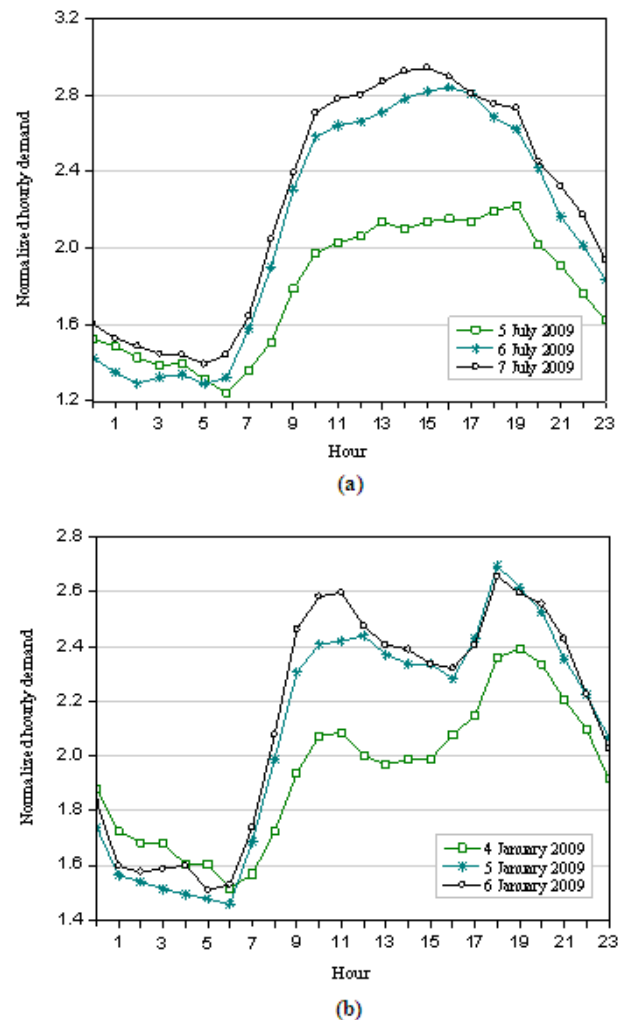 3.2
2.8
2.4
2.0
1.6
1.2
Normalized hourly demand
5 July 2009
6 July 2009
7 July 2009
1 3 5 7 9 11 13 15 17 19 21 23
Hour
(a)
2.8
2.6
2.4
2.2
2.0
1.8
1.6
1.4
Normalized hourly demand
4 January 2009
5 January 2009
6 January 2009
1 3 5 7 9 11 13 15 17 19 21 23
Hour
(b)